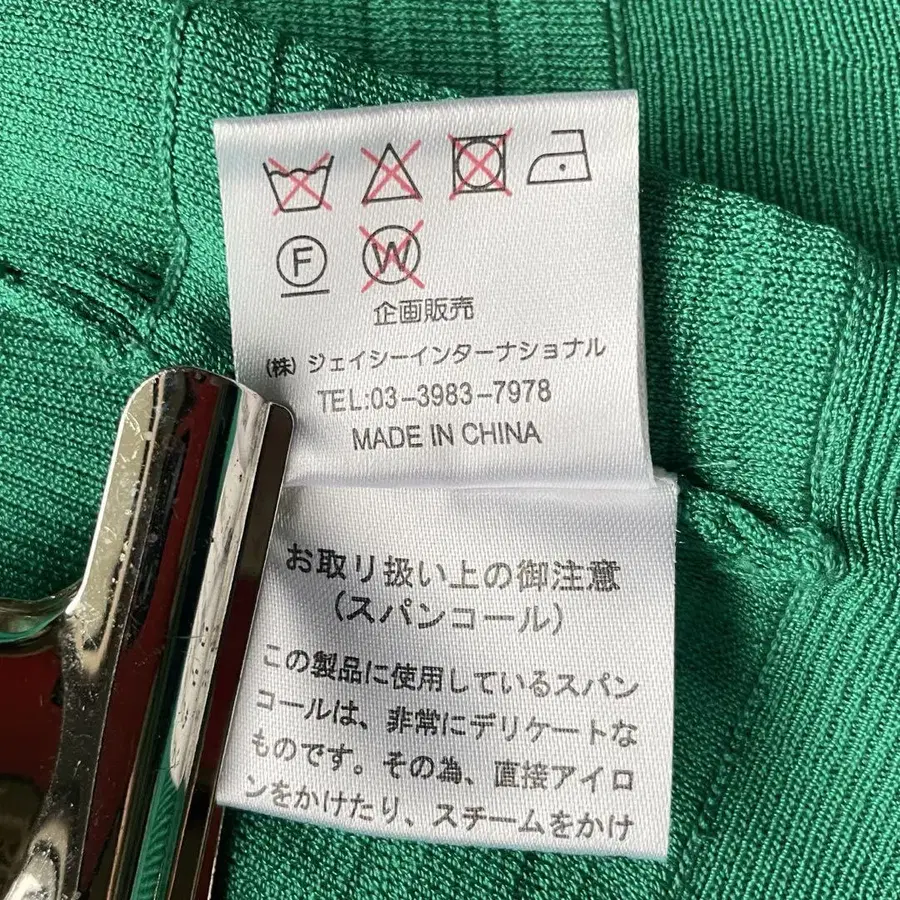 F W
企画販売
(株) ジェイシーインターナショナル
TEL:03-3983-7978
MADE IN CHINA
お取り扱い上の御注意
(スパンコール)
この製品に使用しているスパン
コールは、非常にデリケートな
ものです。その為、直接アイロ
ンをかけたり、スチームをかけ